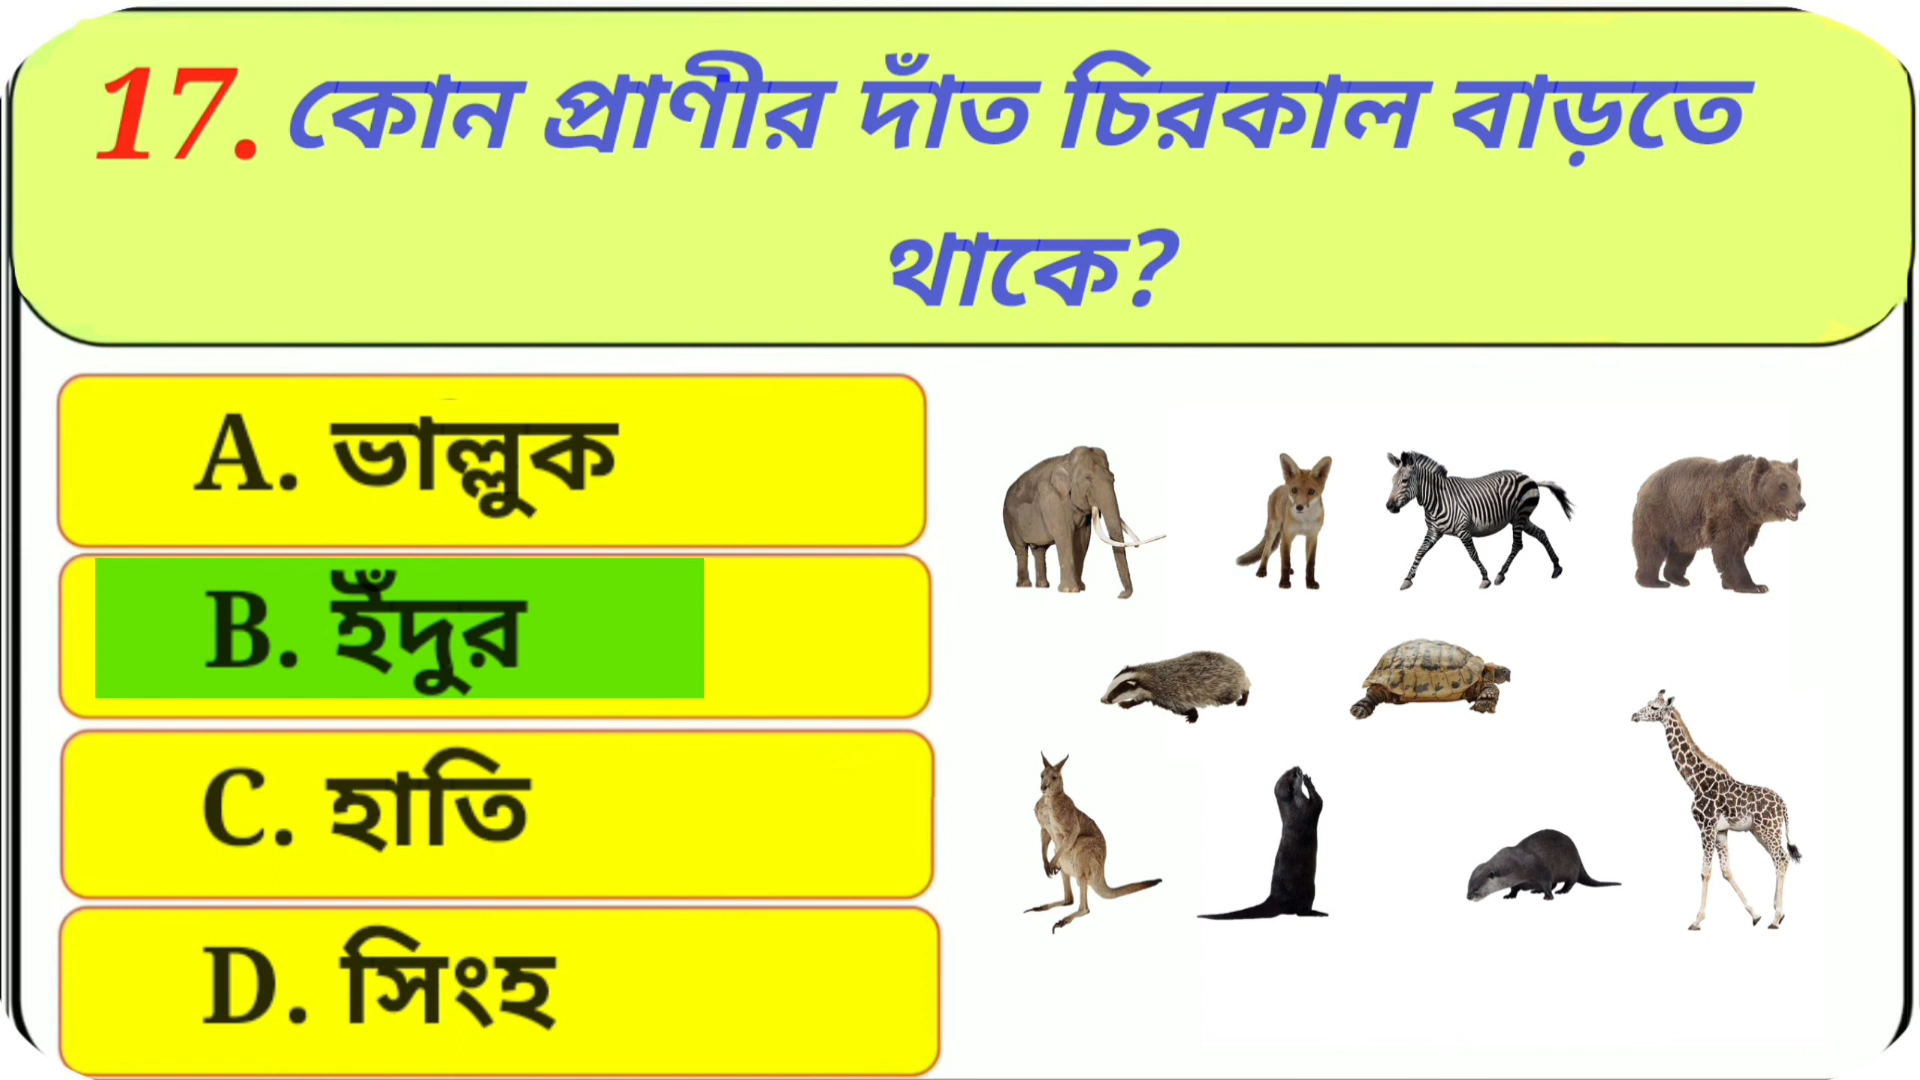 17. কোন প্রাণীর দাঁত চিরকাল বাড়তে
থাকে?
A. ভাল্লুক
B. ইঁদুর
C. হাতি
D. সিংহ